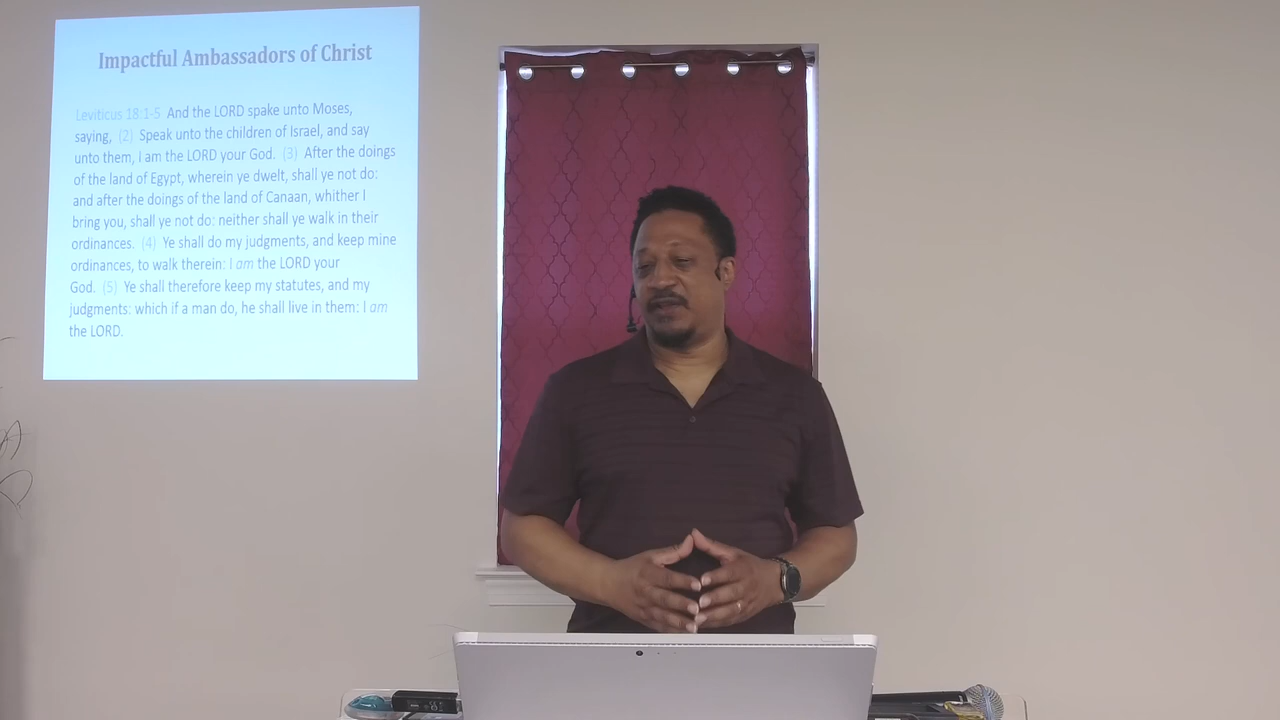 Impactful Ambassadors of Christ
Leviticus 18:1-5 And the LORD spake unto Moses,
saying, (2) Speak unto the children of Israel, and say
unto them, I am the LORD your God. (3) After the doings
of the land of Egypt, wherein ye dwelt, shall ye not do:
and after the doings of the land of Canaan, whither I
bring you, shall ye not do: neither shall ye walk in their
ordinances. (4) Ye shall do my judgments, and keep mine
ordinances, to walk therein: I am the LORD your
God. (5) Ye shall therefore keep my statutes, and my
judgments: which if a man do, he shall live in them: I am
the LORD.